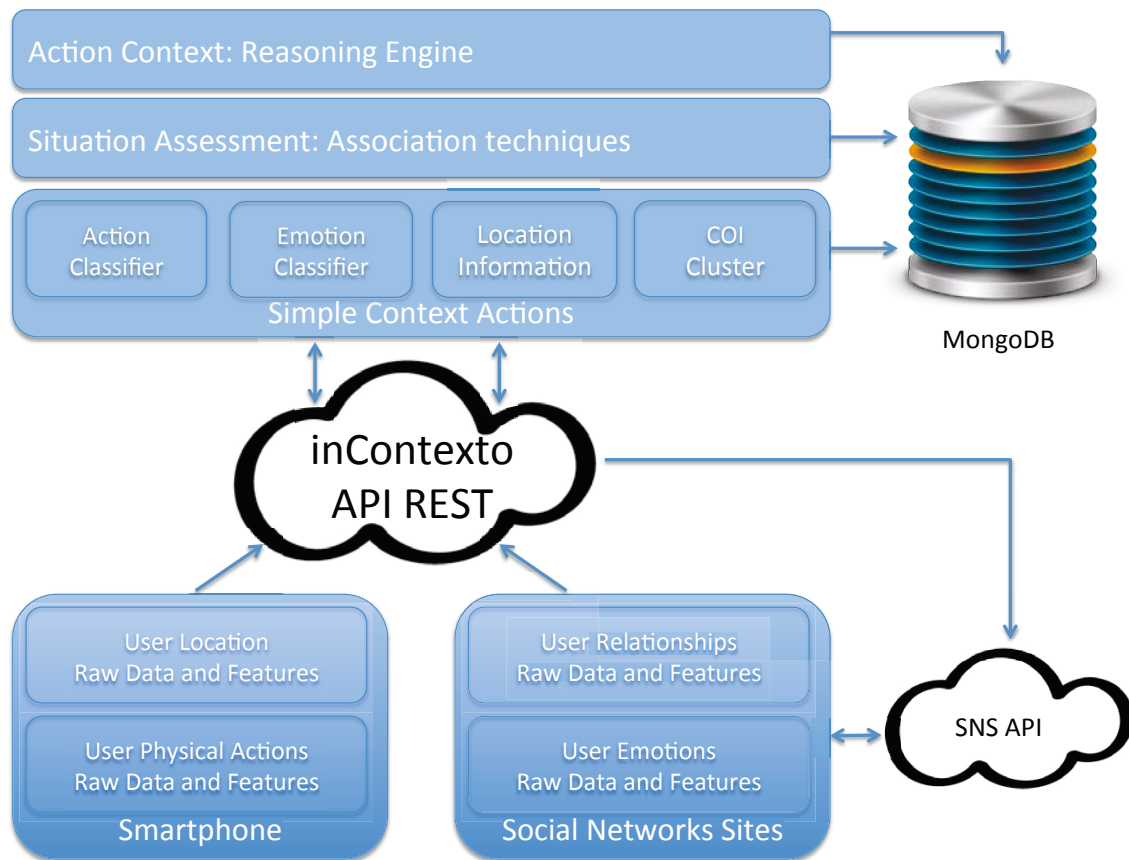 Action Context: Reasoning Engine
Situation Assessment: Association techniques
Action
Classifier
Emotion
Classifier
Location
Information
COI
Cluster
Simple Context Actions
MongoDB
inContexto
API REST
User Location
Raw Data and Features
User Physical Actions
Raw Data and Features
Smartphone
User Relationships
Raw Data and Features
User Emotions
Raw Data and Features
Social Networks Sites
SNS API